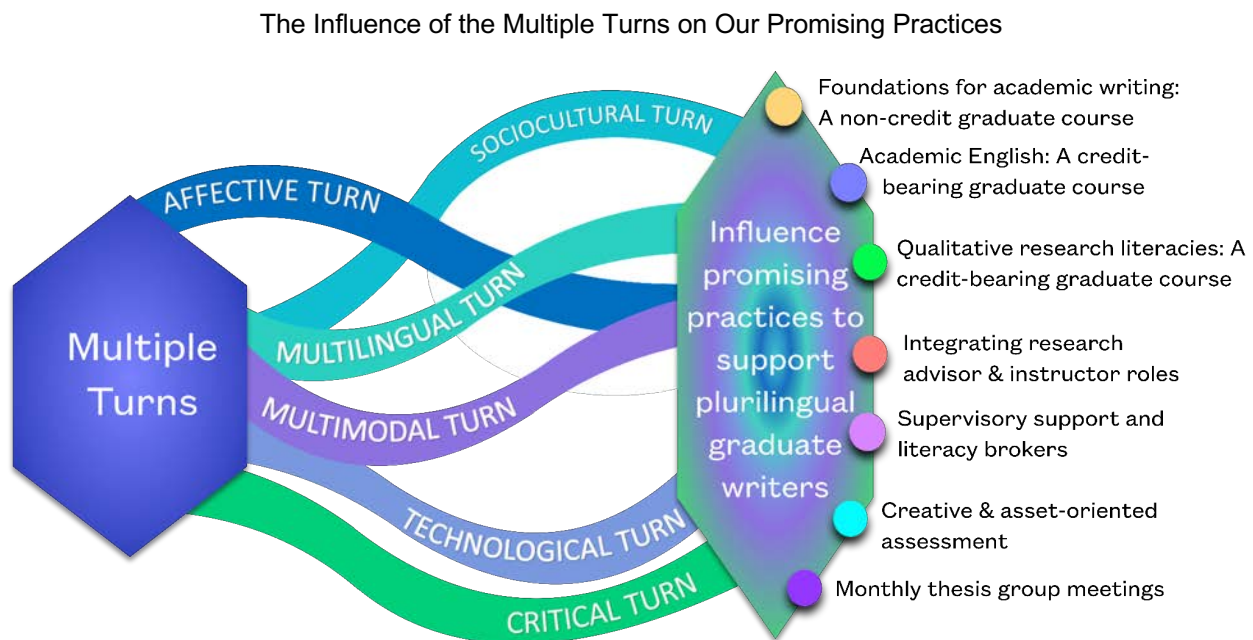 The Influence of the Multiple Turns on Our Promising Practices
Multiple
Turns
AFFECTIVE TURN
SOCIOCULTURAL TURN
MULTILINGUAL TURN
MULTIMODAL TURN
TECHNOLOGICAL TURN
CRITICAL TURN
Influence
promising
practices to
support
plurilingual
graduate
writers
Foundations for academic writing:
A non-credit graduate course
Academic English: A credit-
bearing graduate course
Qualitative research literacies: A
credit-bearing graduate course
Integrating research
advisor & instructor roles
Supervisory support and
literacy brokers
Creative & asset-oriented
assessment
Monthly thesis group meetings